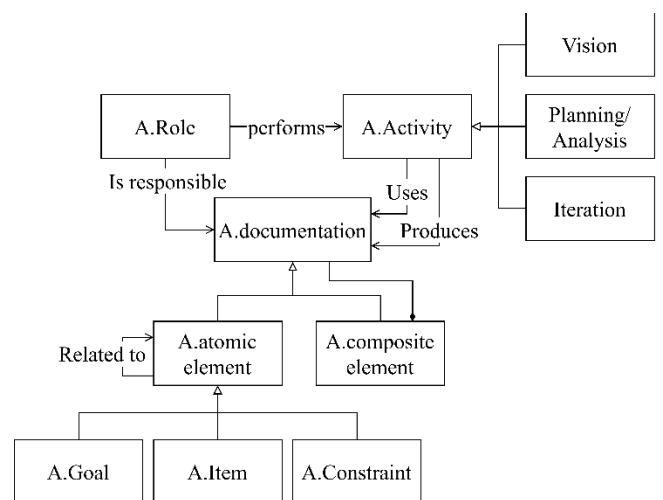 Vision
A.Role
performs
A.Activity
Planning/
Analysis
Is responsible
Uses
Iteration
A.documentation
Produces
Related to
A.atomic
element
A.composite
element
A.Goal
A.Item
A.Constraint